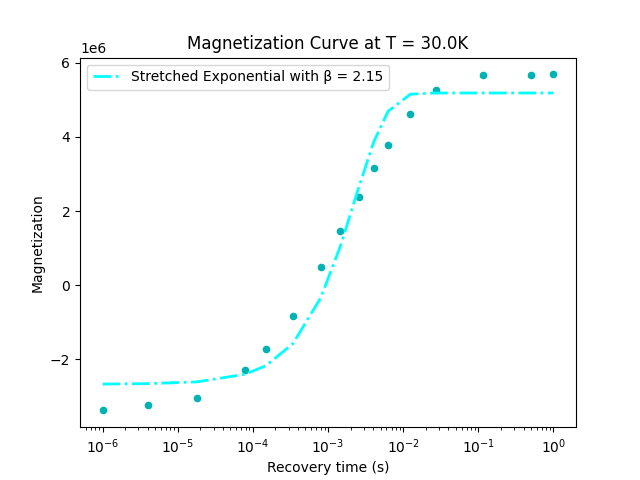 Magnetization Curve at T = 30.0K
1e6
Stretched Exponential with β = 2.15
6
4
2
0
−2
Magnetization
10⁻⁶ 10⁻⁵ 10⁻⁴ 10⁻³ 10⁻² 10⁻¹ 10⁰
Recovery time (s)